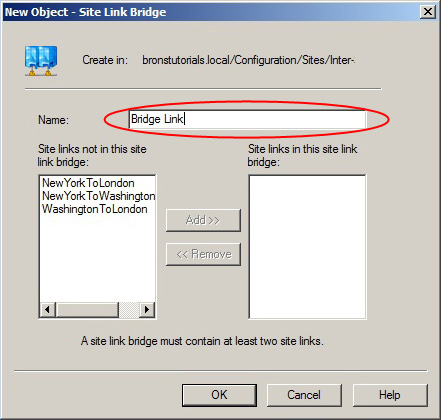 New Object - Site Link Bridge
Create in: bronstutorials.local/Configuration/Sites/Inter-
Name: Bridge Link
Site links not in this site
link bridge:
Site links in this site link
bridge:
NewYorkToLondon
NewYorkToWashington
WashingtonToLondon
Add >>
<< Remove
A site link bridge must contain at least two site links.
OK Cancel Help